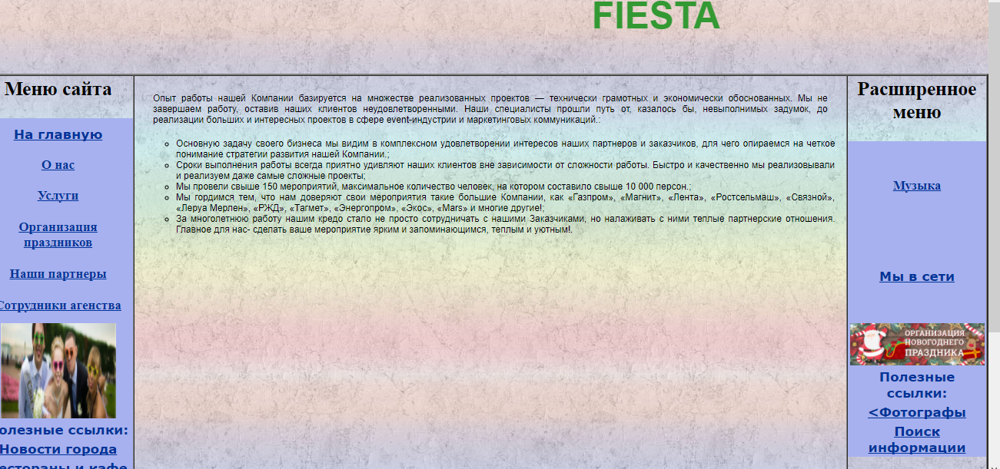 FIESTA
Меню сайта
На главную
О нас
Услуги
Организация
праздников
Наши партнеры
Сотрудники агенства
олезные ссылки:
Новости города
естораны и кафе
Опыт работы нашей Компании базируется на множестве реализованных проектов — технически грамотных и экономически обоснованных. Мы не
завершаем работу, оставив наших клиентов неудовлетворенными. Наши специалисты прошли путь от, казалось бы, невыполнимых задумок, до
реализации больших и интересных проектов в сфере event-индустрии и маркетинговых коммуникаций.:
Основную задачу своего бизнеса мы видим в комплексном удовлетворении интересов наших партнеров и заказчиков, для чего опираемся на четкое
понимание стратегии развития нашей Компании.;
Сроки выполнения работы всегда приятно удивляют наших клиентов вне зависимости от сложности работы. Быстро и качественно мы реализовывали
и реализуем даже самые сложные проекты;
Мы провели свыше 150 мероприятий, максимальное количество человек, на котором составило свыше 10 000 персон.;
Мы гордимся тем, что нам доверяют свои мероприятия такие большие Компании, как «Газпром», «Магнит», «Лента», «Ростсельмаш», «Связной»,
«Леруа Мерлен», «РЖД», «Тагмет», «Энергопром», «Экос», «Mars» и многие другие!;
За многолетнюю работу нашим кредо стало не просто сотрудничать с нашими Заказчиками, но налаживать с ними теплые партнерские отношения.
Главное для нас- сделать ваше мероприятие ярким и запоминающимся, теплым и уютным!.
Расширенное
меню
Музыка
Мы в сети
ОРГАНИЗАЦИЯ
НОВОГОДНЕГО
ПРАЗДНИКА
Полезные
ссылки:
<Фотографы
Поиск
информации